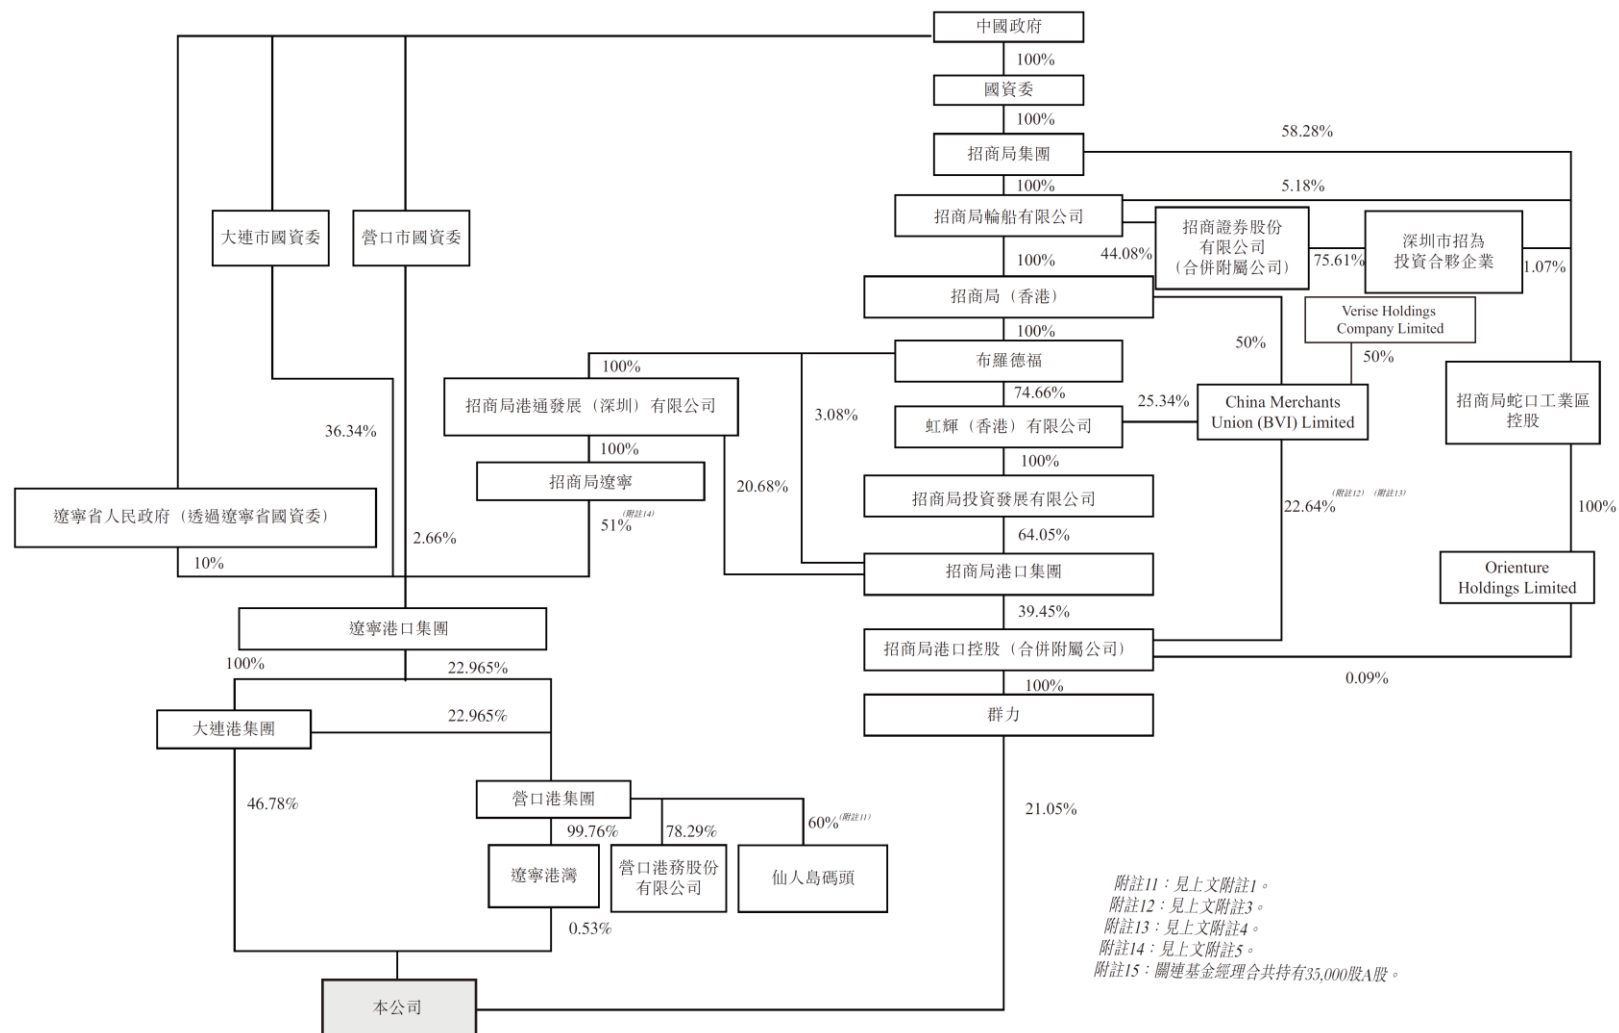 中國政府
100%
國資委
100%
58.28%
招商局集團
100%
5.18%
大連市國資委
營口市國資委
招商局輪船有限公司
招商證券股份
有限公司
(合併附屬公司)
深圳市招為
投資合夥企業
44.08%
75.61%
1.07%
100%
招商局（香港）
Verise Holdings
Company Limited
100%
50%
50%
布羅德福
100%
74.66%
招商局港通發展（深圳）有限公司
3.08%
25.34%
China Merchants
Union (BVI) Limited
招商局蛇口工業區
控股
虹輝（香港）有限公司
36.34%
100%
100%
招商局遼寧
20.68%
招商局投資發展有限公司
22.64%(附註12) (附註13)
100%
遼寧省人民政府（透過遼寧省國資委）
51%(附註14)
2.66%
64.05%
10%
招商局港口集團
Orienture
Holdings Limited
39.45%
遼寧港口集團
招商局港口控股（合併附屬公司）
100%
22.965%
0.09%
100%
大連港集團
22.965%
群力
46.78%
營口港集團
21.05%
99.76%
78.29%
60%(附註11)
遼寧港灣
營口港務股份
有限公司
仙人島碼頭
0.53%
附註11：見上文附註1。
附註12：見上文附註3。
附註13：見上文附註4。
附註14：見上文附註5。
附註15：關連基金經理合共持有35,000股A股。
本公司